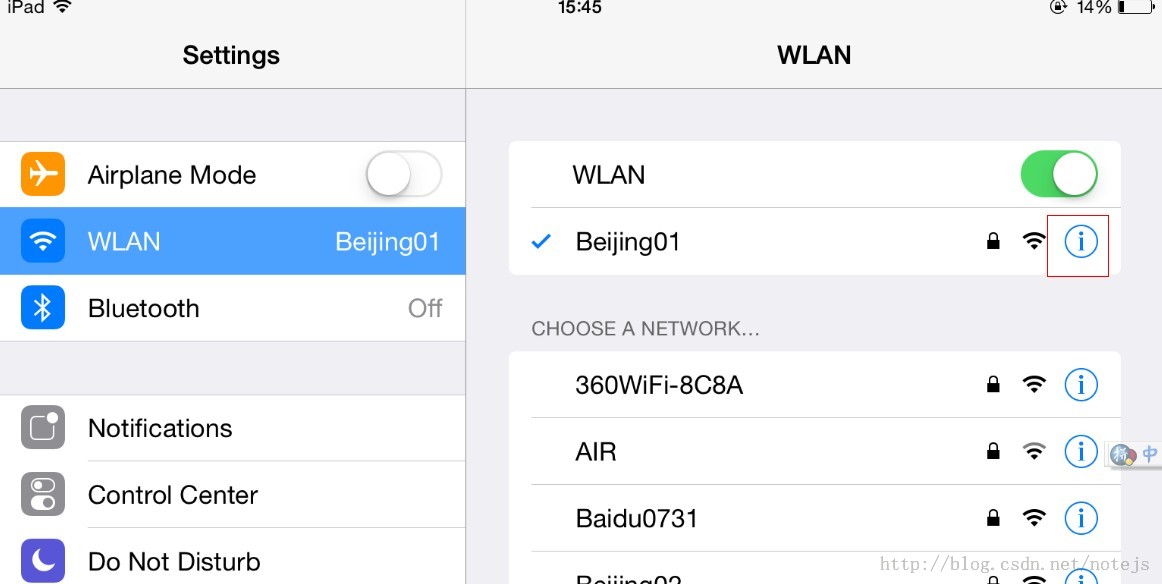 iPad 15:45 14%
Settings
WLAN
Airplane Mode
WLAN Beijing01
Bluetooth Off
Notifications
Control Center
Do Not Disturb
WLAN
Beijing01
CHOOSE A NETWORK...
360WiFi-8C8A
AIR
中
Baidu0731
Beijing02
http://blog.csdn.net/notejs